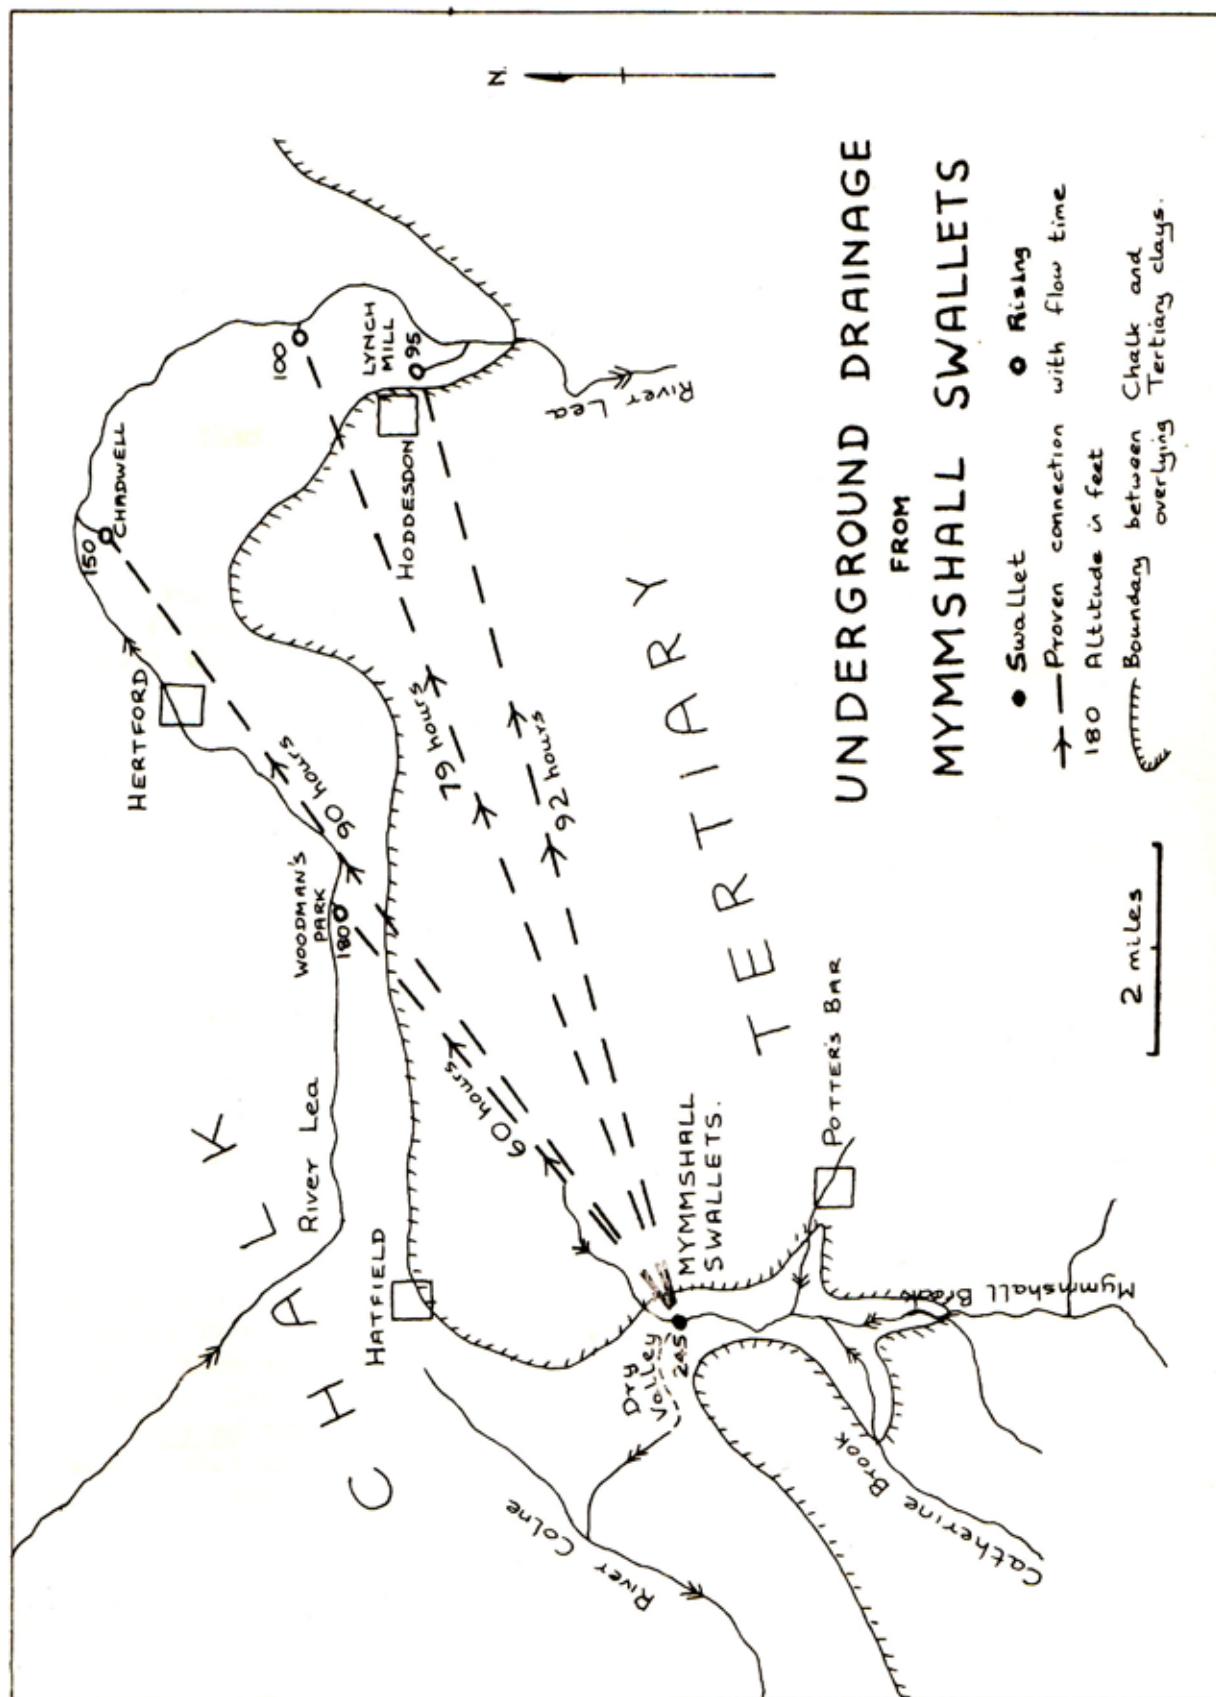 N.
UNDERGROUND DRAINAGE
FROM
MYMMSHALL SWALLETS
Swallet
Rising
Proven connection with flow time
180 Altitude in feet
Boundary between Chalk and
overlying Tertiary clays.
2 miles
CHALK
TERTIARY
River Lea
HATFIELD
WOODMAN'S
PARK
180
HERTFORD
150
CHADWELL
100
LYNCH
MILL
95
HODDESDON
River Lea
60 hours
90 hours
79 hours
92 hours
MYMMSHALL
SWALLETS.
245
Dry
Valley
River Colne
POTTER'S BAR
Mymmshall Brook
Catherine Brook